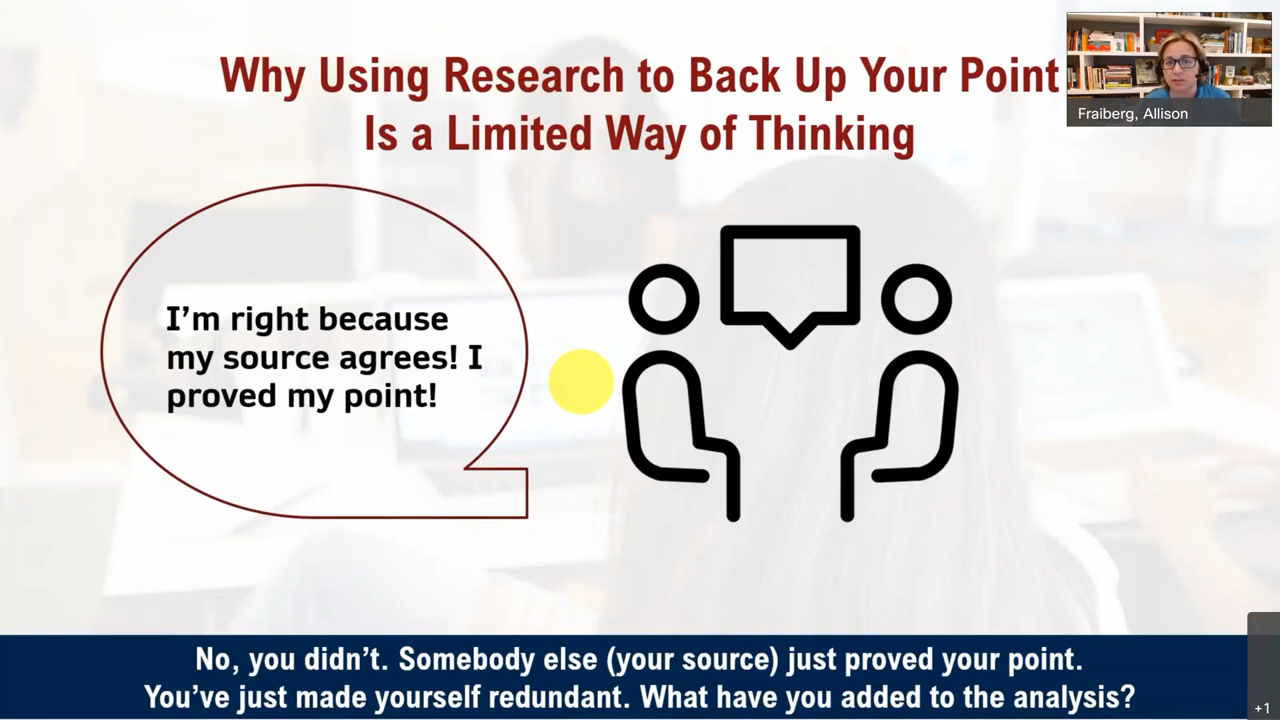 Why Using Research to Back Up Your Point
Is a Limited Way of Thinking
Fraiberg, Allison
I’m right because
my source agrees! I
proved my point!
No, you didn’t. Somebody else (your source) just proved your point.
You’ve just made yourself redundant. What have you added to the analysis?
+1